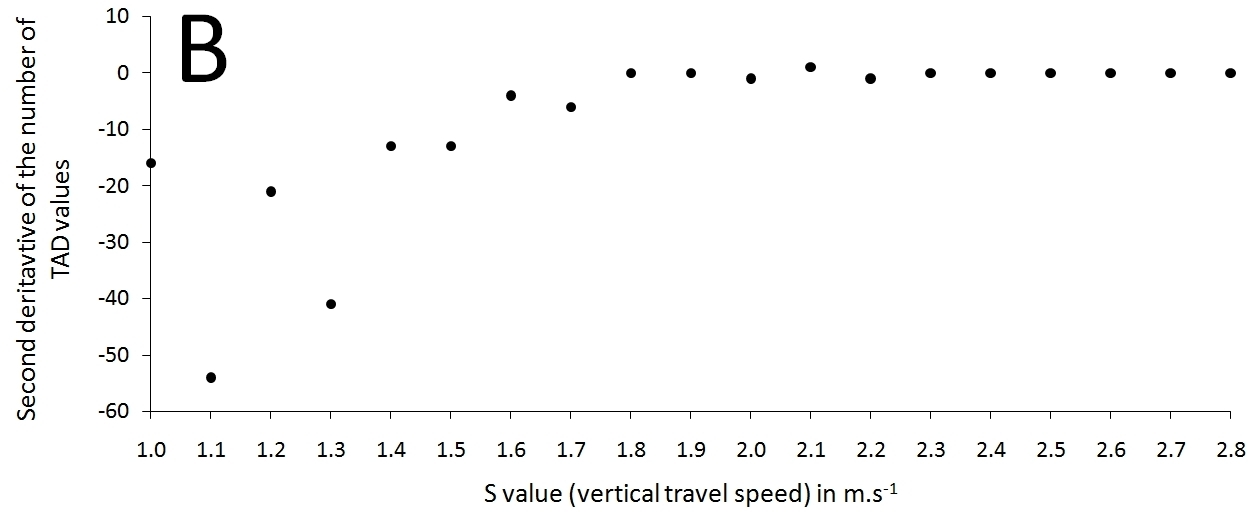 B
Second deritavtive of the number of
TAD values
10
0
-10
-20
-30
-40
-50
-60
1.0 1.1 1.2 1.3 1.4 1.5 1.6 1.7 1.8 1.9 2.0 2.1 2.2 2.3 2.4 2.5 2.6 2.7 2.8
S value (vertical travel speed) in m.s⁻¹